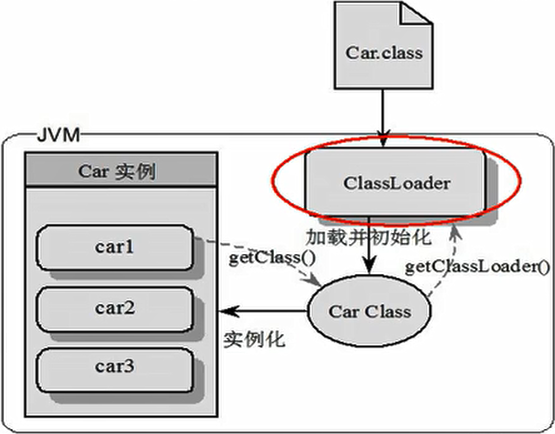 Car.class
JVM
Car 实例
ClassLoader
加载并初始化
car1
getClass()
getClassLoader()
car2
Car Class
实例化
car3